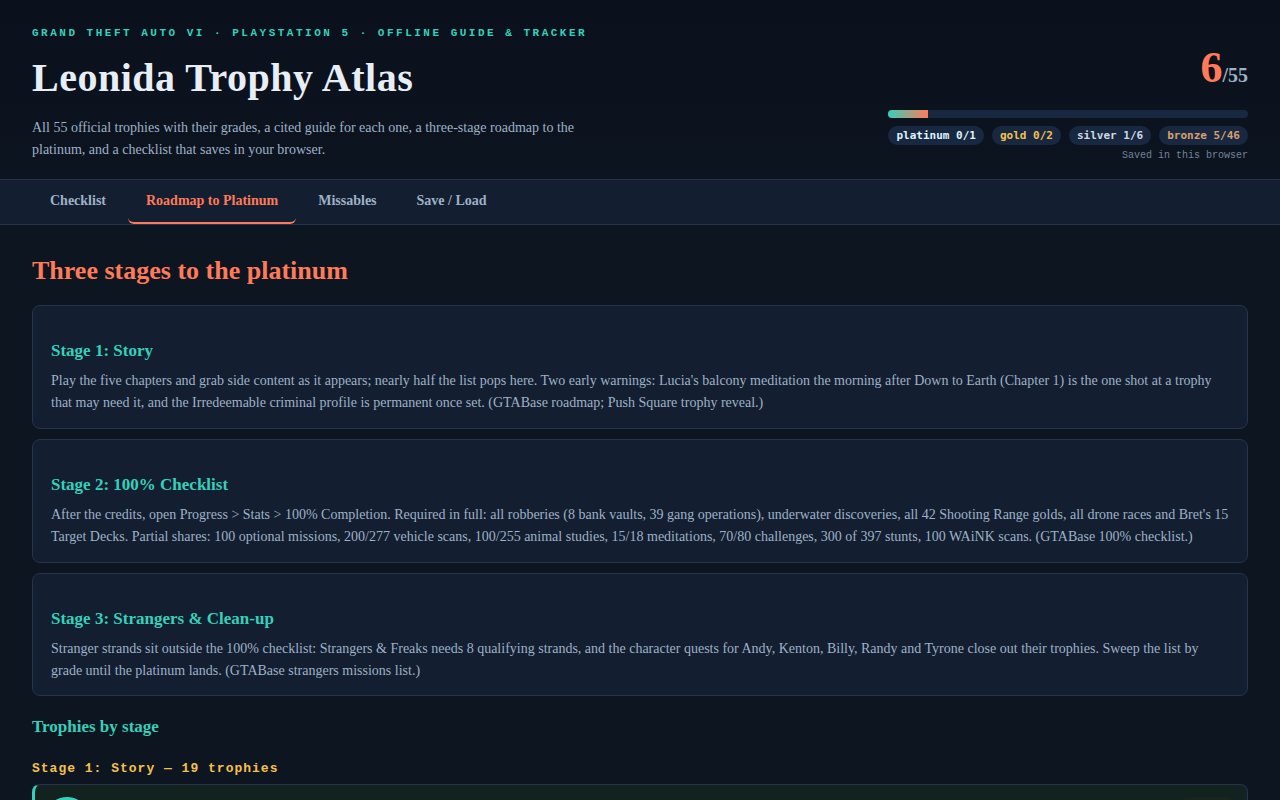 GRAND THEFT AUTO VI · PLAYSTATION 5 · OFFLINE GUIDE & TRACKER
Leonida Trophy Atlas
6/55
All 55 official trophies with their grades, a cited guide for each one, a three-stage roadmap to the
platinum, and a checklist that saves in your browser.
platinum 0/1 gold 0/2 silver 1/6 bronze 5/46
Saved in this browser
Checklist Roadmap to Platinum Missables Save / Load
Three stages to the platinum
Stage 1: Story
Play the five chapters and grab side content as it appears; nearly half the list pops here. Two early warnings: Lucia's balcony meditation the morning after Down to Earth (Chapter 1) is the one shot at a trophy
that may need it, and the Irredeemable criminal profile is permanent once set. (GTABase roadmap; Push Square trophy reveal.)
Stage 2: 100% Checklist
After the credits, open Progress > Stats > 100% Completion. Required in full: all robberies (8 bank vaults, 39 gang operations), underwater discoveries, all 42 Shooting Range golds, all drone races and Bret's 15
Target Decks. Partial shares: 100 optional missions, 200/277 vehicle scans, 100/255 animal studies, 15/18 meditations, 70/80 challenges, 300 of 397 stunts, 100 WAiNK scans. (GTABase 100% checklist.)
Stage 3: Strangers & Clean-up
Stranger strands sit outside the 100% checklist: Strangers & Freaks needs 8 qualifying strands, and the character quests for Andy, Kenton, Billy, Randy and Tyrone close out their trophies. Sweep the list by
grade until the platinum lands. (GTABase strangers missions list.)
Trophies by stage
Stage 1: Story — 19 trophies